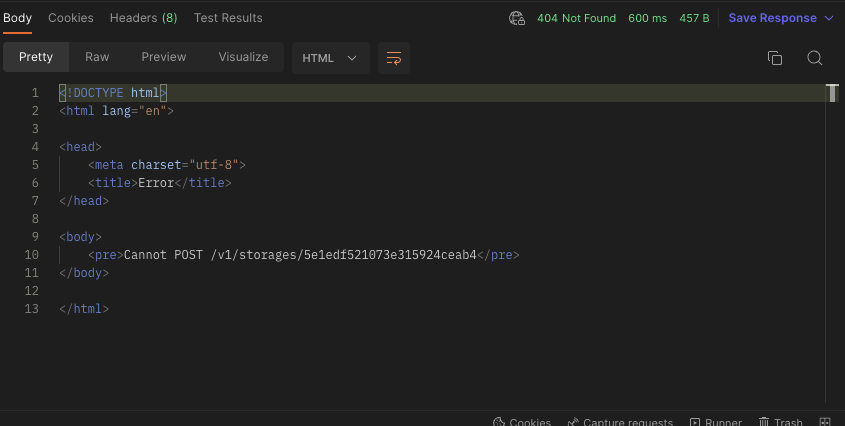 Body Cookies Headers (8) Test Results 404 Not Found 600 ms 457 B Save Response
Pretty Raw Preview Visualize HTML
1 <!DOCTYPE html>
2 <html lang="en">
3
4 <head>
5     <meta charset="utf-8">
6     <title>Error</title>
7 </head>
8
9 <body>
10     <pre>Cannot POST /v1/storages/5e1edf521073e315924ceab4</pre>
11 </body>
12
13 </html>
Cookies Capture requests Runner Trash